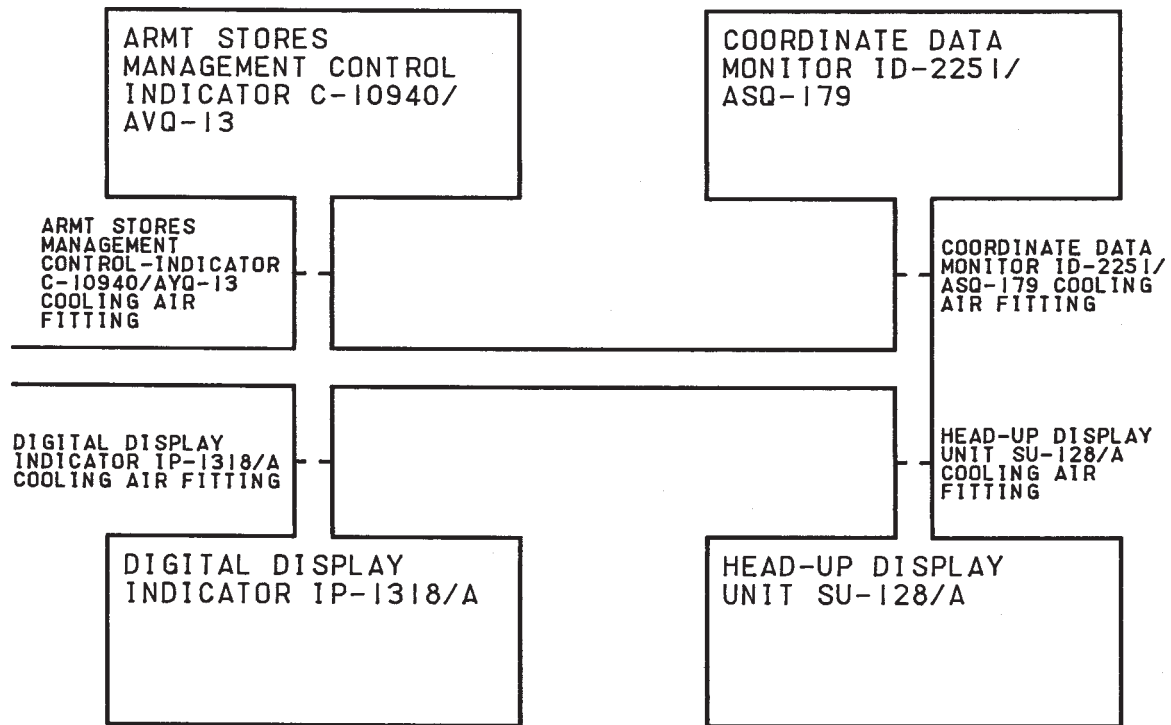 ARMT STORES
MANAGEMENT CONTROL
INDICATOR C-10940/
AVQ-13
COORDINATE DATA
MONITOR ID-2251/
ASQ-179
ARMT STORES
MANAGEMENT
CONTROL-INDICATOR
C-10940/AYQ-13
COOLING AIR
FITTING
COORDINATE DATA
MONITOR ID-2251/
ASQ-179 COOLING
AIR FITTING
DIGITAL DISPLAY
INDICATOR IP-1318/A
COOLING AIR FITTING
HEAD-UP DISPLAY
UNIT SU-128/A
COOLING AIR
FITTING
DIGITAL DISPLAY
INDICATOR IP-1318/A
HEAD-UP DISPLAY
UNIT SU-128/A